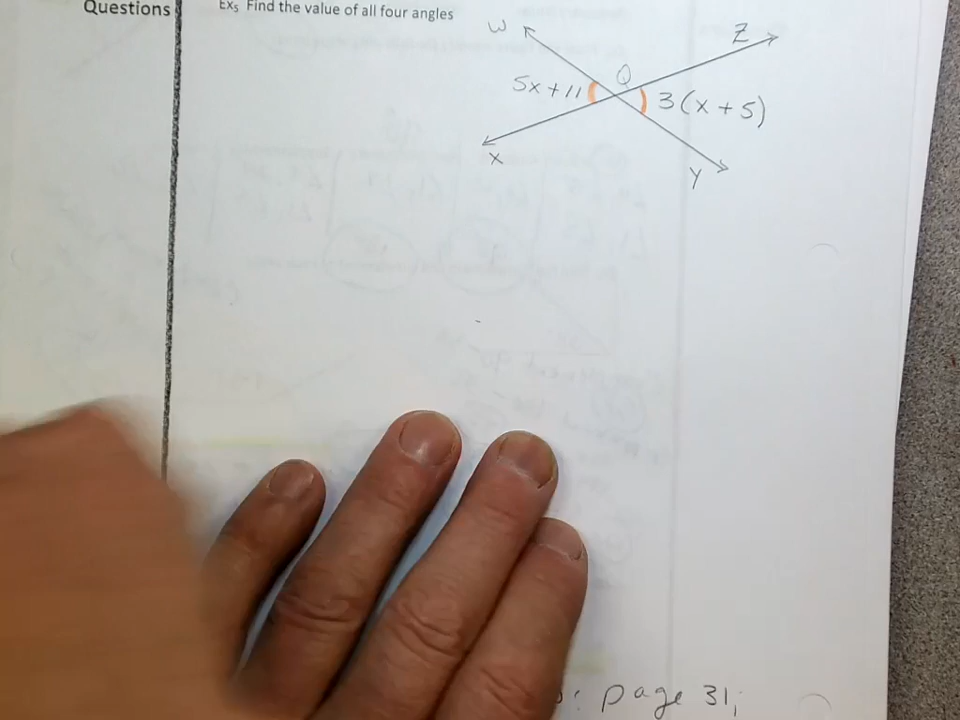 Questions
Ex5 Find the value of all four angles
W
Z
Q
5x+11
3(x+5)
x
y
: page 31,